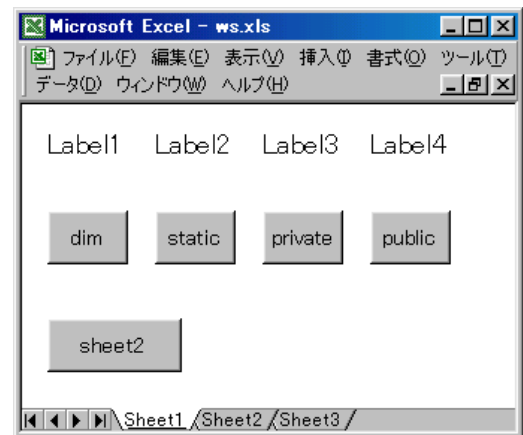 Microsoft Excel - ws.xls
ファイル(F) 編集(E) 表示(V) 挿入(I) 書式(O) ツール(T)
データ(D) ウィンドウ(W) ヘルプ(H)
Label1 Label2 Label3 Label4
dim static private public
sheet2
Sheet1 Sheet2 Sheet3